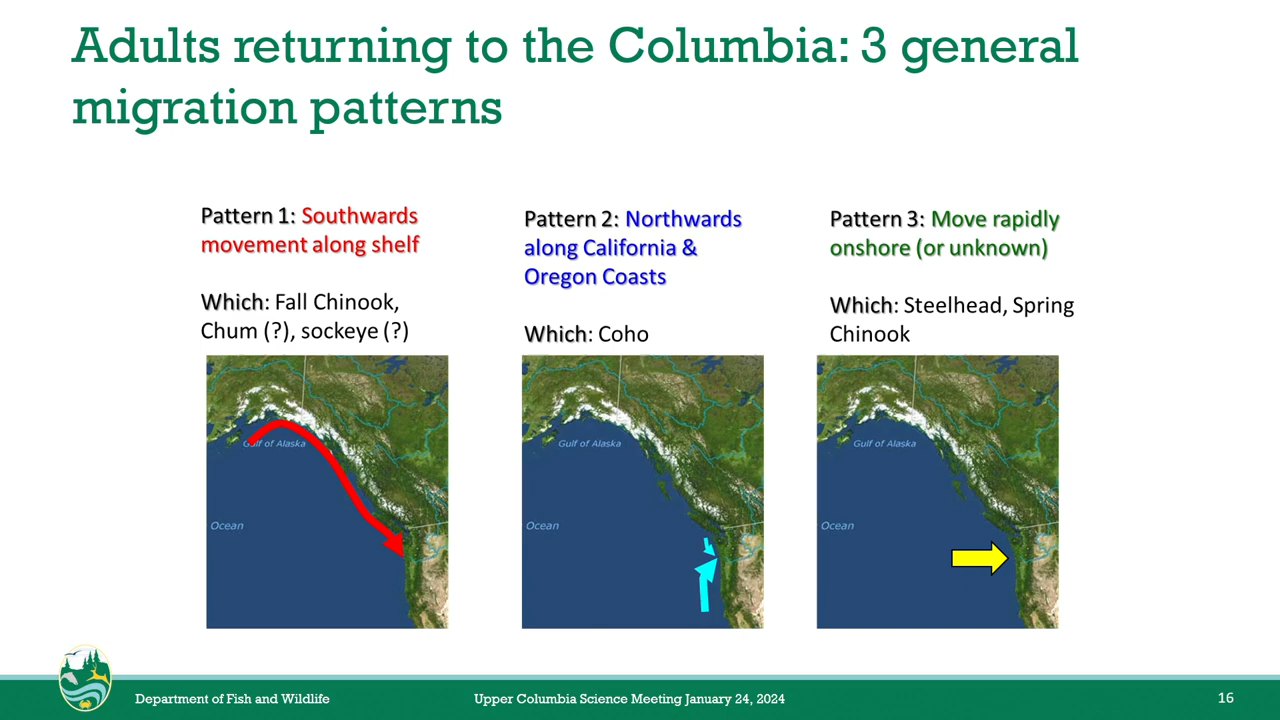 Adults returning to the Columbia: 3 general
migration patterns
Pattern 1: Southwards
movement along shelf
Which: Fall Chinook,
Chum (?), sockeye (?)
Gulf of Alaska
Ocean
Pattern 2: Northwards
along California &
Oregon Coasts
Which: Coho
Gulf of Alaska
Ocean
Pattern 3: Move rapidly
onshore (or unknown)
Which: Steelhead, Spring
Chinook
Gulf of Alaska
Ocean
Department of Fish and Wildlife
Upper Columbia Science Meeting January 24, 2024
16